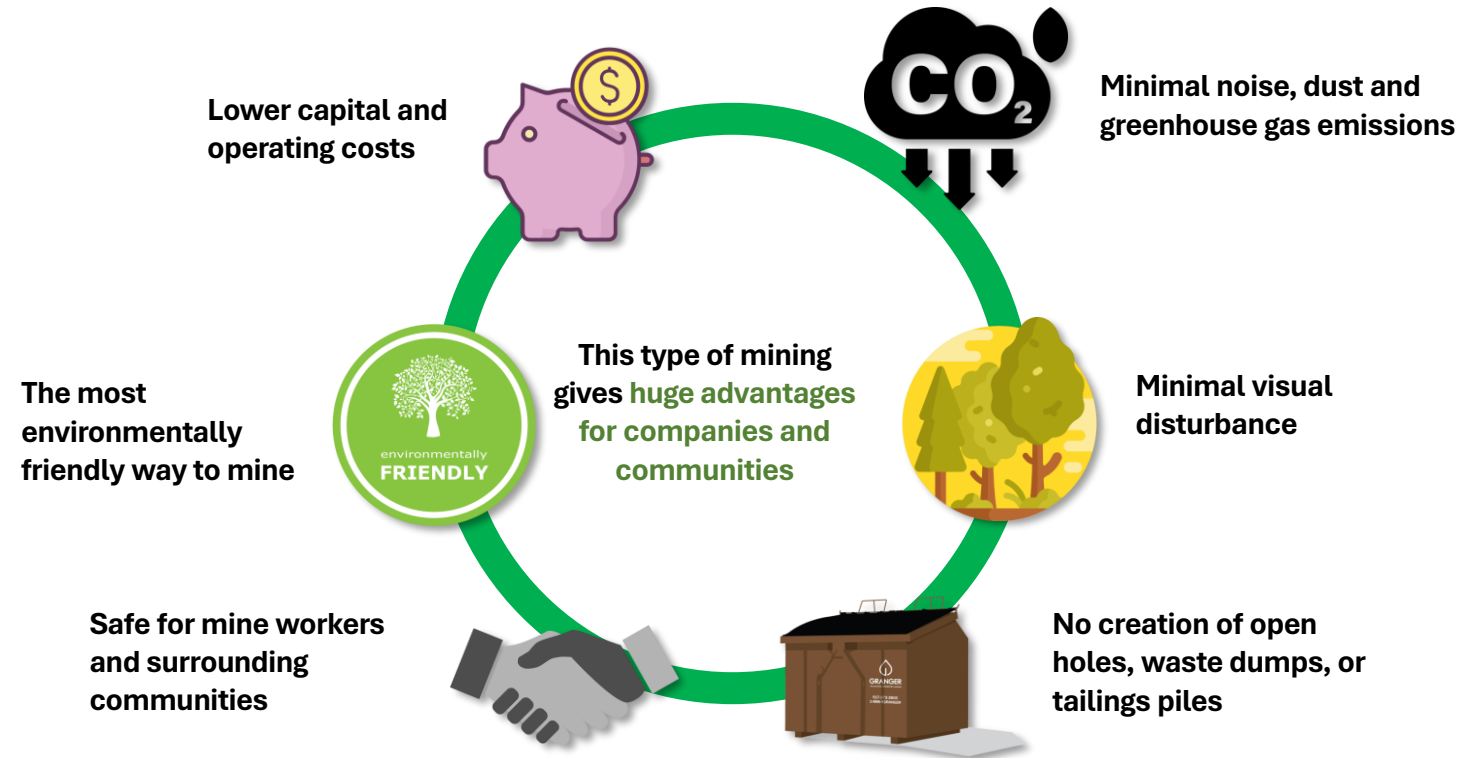 Lower capital and
operating costs
$
CO2
Minimal noise, dust and
greenhouse gas emissions
The most
environmentally
friendly way to mine
environmentally
FRIENDLY
This type of mining
gives huge advantages
for companies and
communities
Minimal visual
disturbance
Safe for mine workers
and surrounding
communities
GRANGER
No creation of open
holes, waste dumps, or
tailings piles